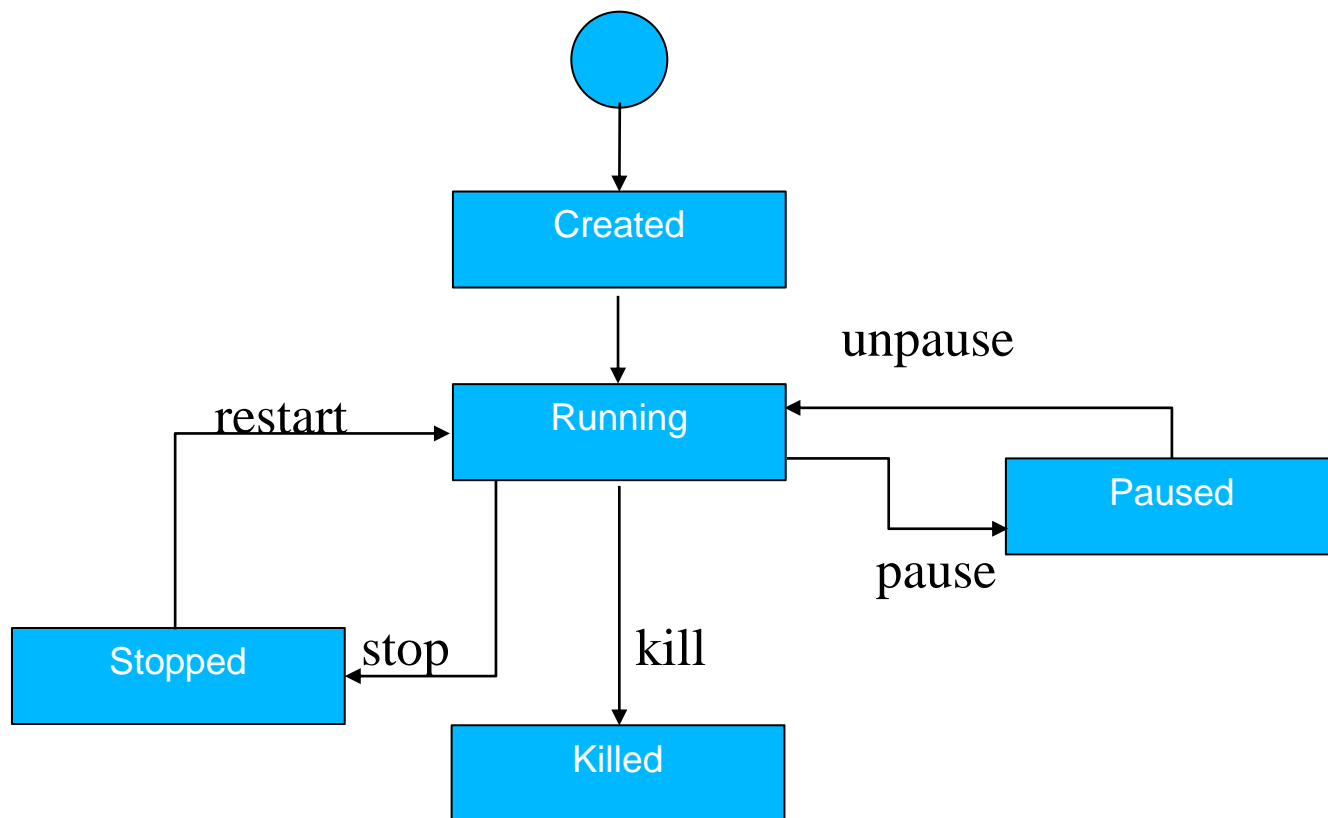 Created
unpause
restart
Running
Paused
pause
stop
kill
Stopped
Killed